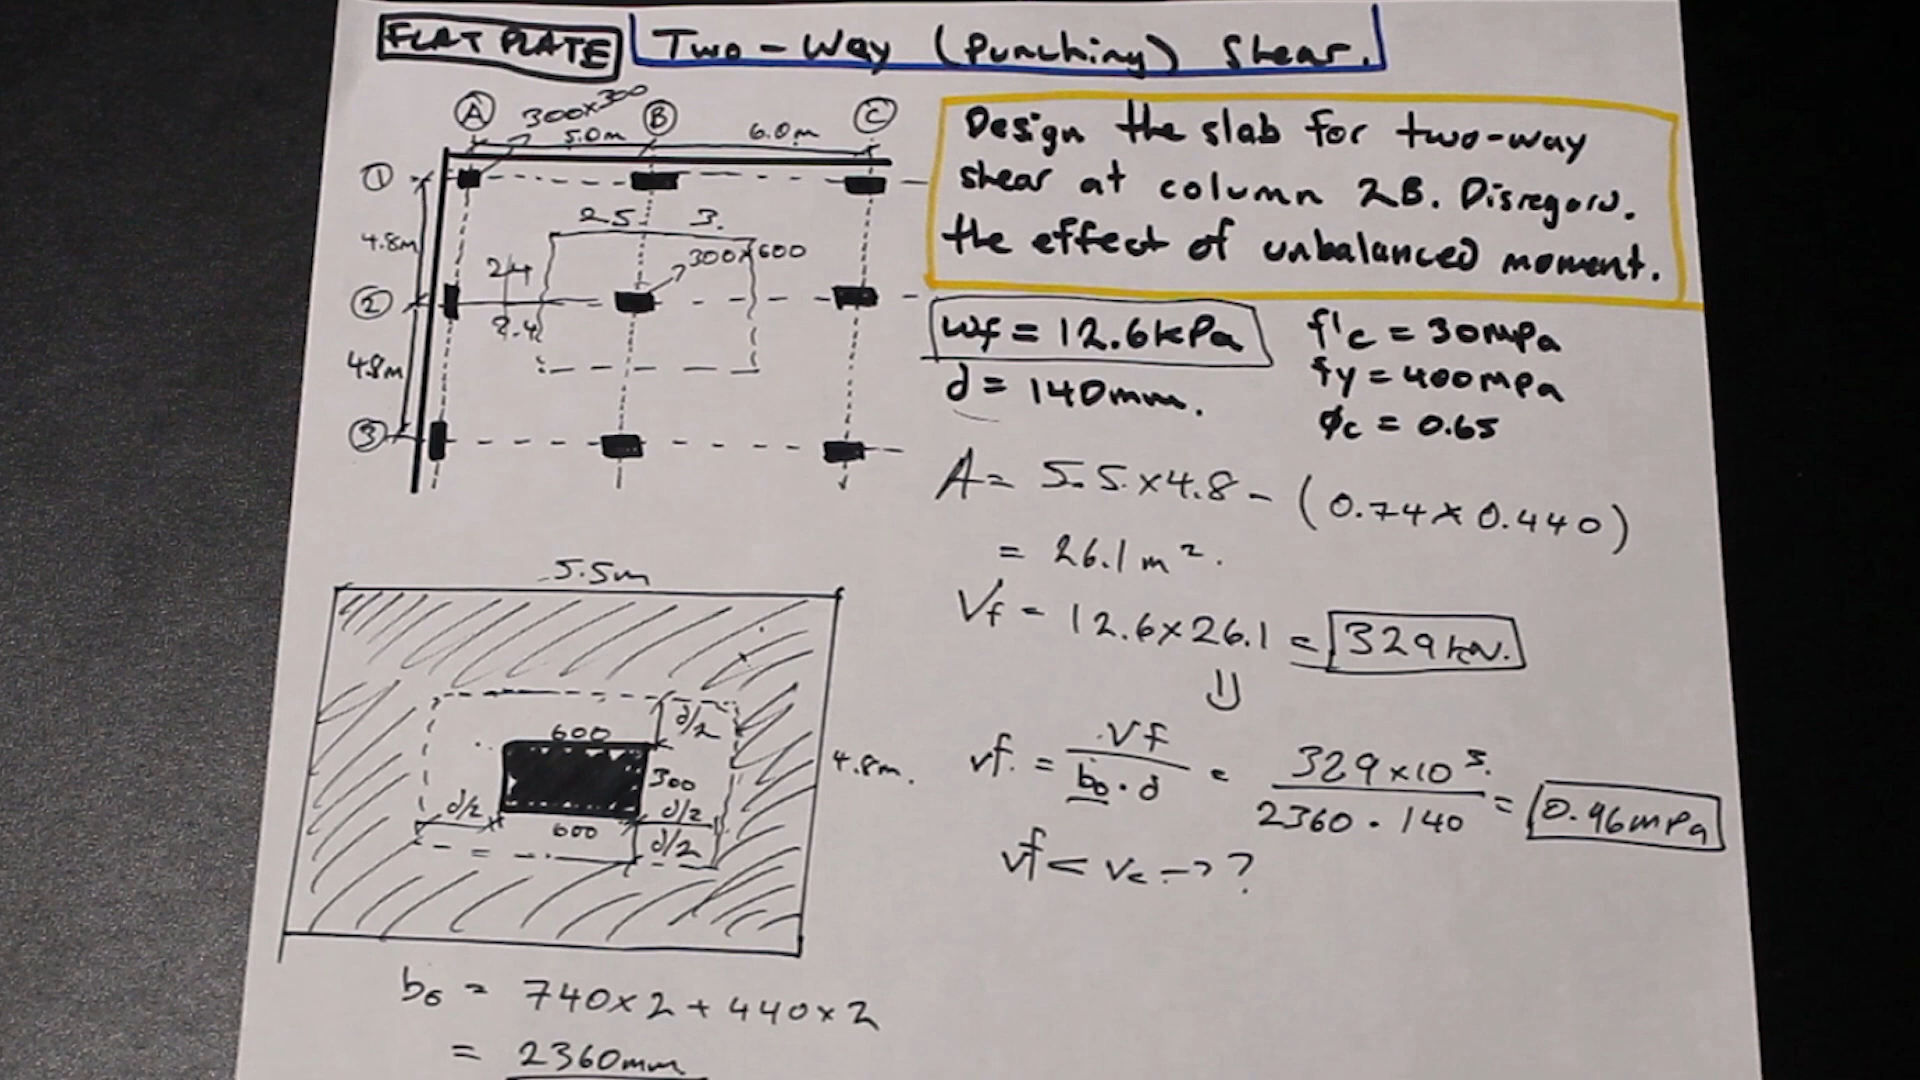 FLAT PLATE Two-Way (Punching) Shear.
A 300x300 B C
5.0m 6.0m
1
4.8m
2.5 3.
300x600
2.4
2
2.4
4.8m
3
Design the slab for two-way
shear at column 2B. Disregard.
the effect of unbalanced moment.
wf = 12.6kPa
d = 140mm.
f'c = 30MPa
fy = 400MPa
φc = 0.65
A = 5.5.x4.8 - (0.74x0.440)
= 26.1m².
Vf = 12.6x26.1 = 329kN.
⇓
vf. = Vf / bo.d = 329x10³. / 2360.140 = 0.96MPa
vf < vc -> ?
5.5m
d/2
600
300
4.8m.
d/2
d/2
600
d/2
bo = 740x2 + 440x2
= 2360mm